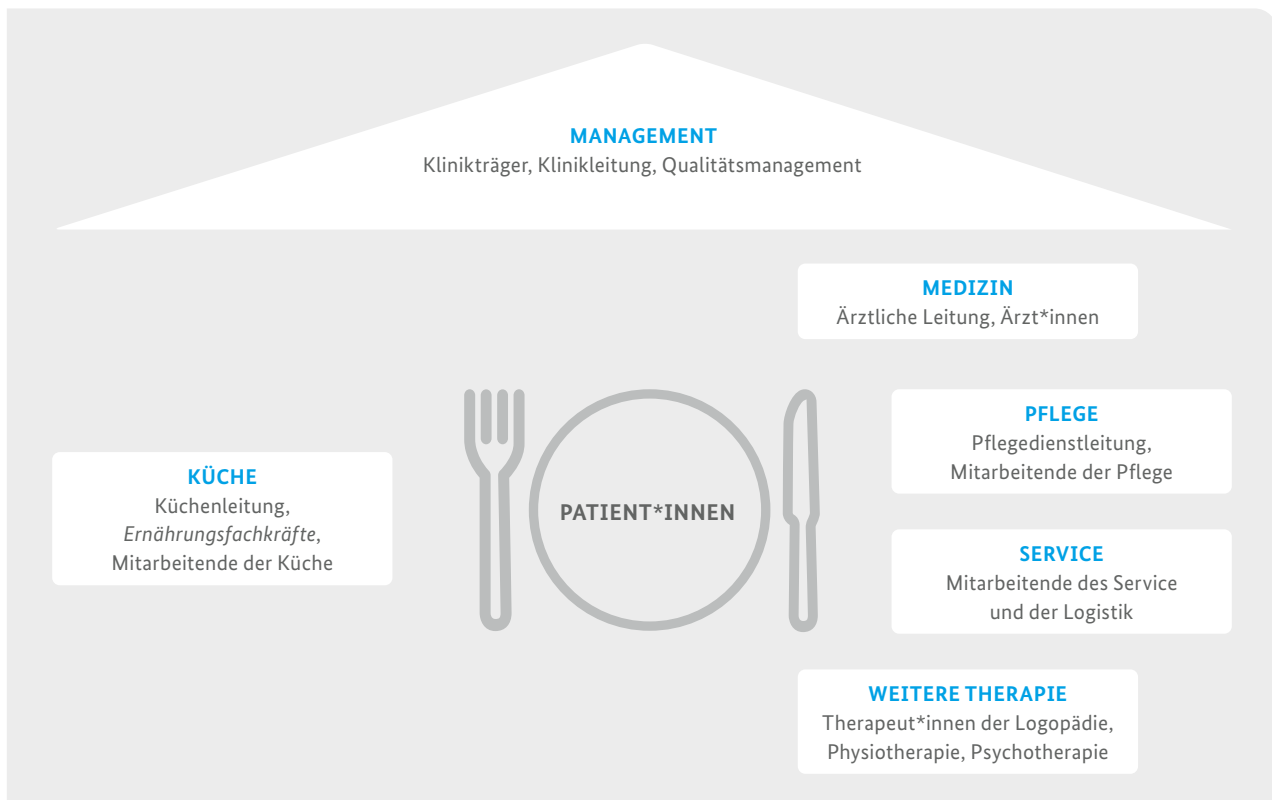 MANAGEMENT
Klinikträger, Klinikleitung, Qualitätsmanagement
MEDIZIN
Ärztliche Leitung, Ärzt*innen
PFLEGE
Pflegedienstleitung,
Mitarbeitende der Pflege
KÜCHE
Küchenleitung,
Ernährungsfachkräfte,
Mitarbeitende der Küche
PATIENT*INNEN
SERVICE
Mitarbeitende des Service
und der Logistik
WEITERE THERAPIE
Therapeut*innen der Logopädie,
Physiotherapie, Psychotherapie